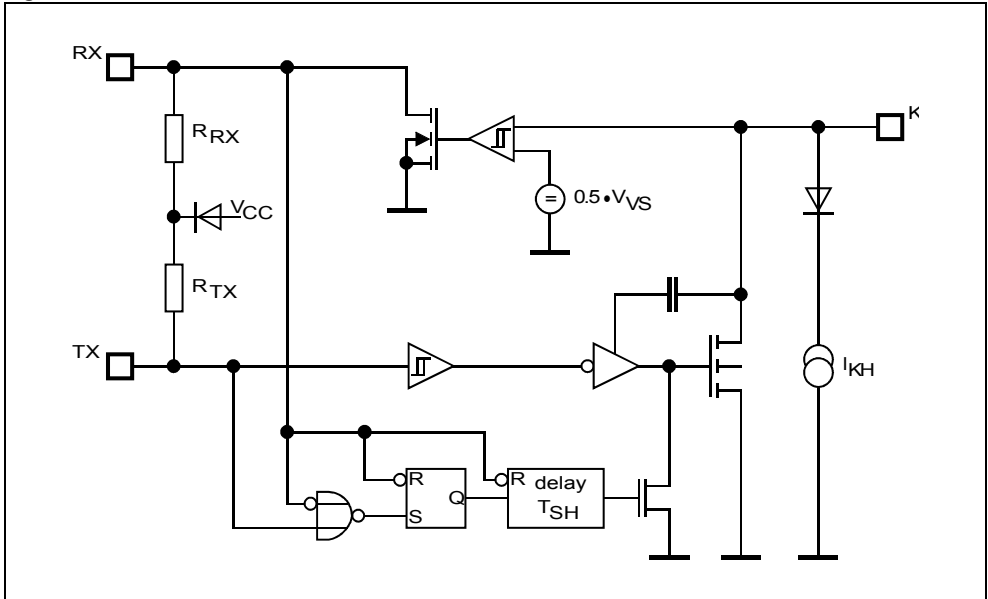 RX
K
RRX
VCC
= 0.5•VVS
RTX
TX
IKH
R
Q
S
R delay
TSH